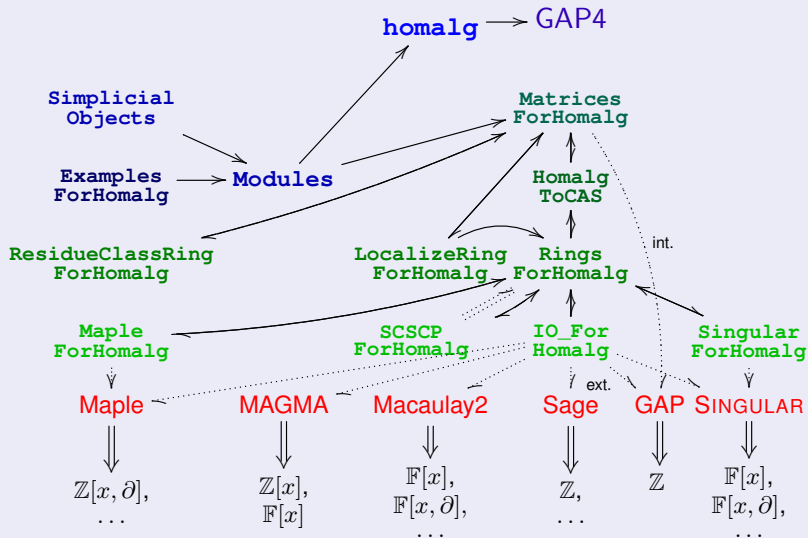 homalg
GAP4
Simplicial
Objects
Matrices
ForHomalg
Examples
ForHomalg
Modules
Homalg
ToCAS
int.
ResidueClassRing
ForHomalg
LocalizeRing
ForHomalg
Rings
ForHomalg
Maple
ForHomalg
SCSCP
ForHomalg
IO_For
Homalg
Singular
ForHomalg
ext.
Maple
MAGMA
Macaulay2
Sage
GAP
SINGULAR
ℤ[x, ∂],
...
ℤ[x],
𝔽[x]
𝔽[x],
𝔽[x, ∂],
...
ℤ,
...
ℤ
𝔽[x],
𝔽[x, ∂],
...